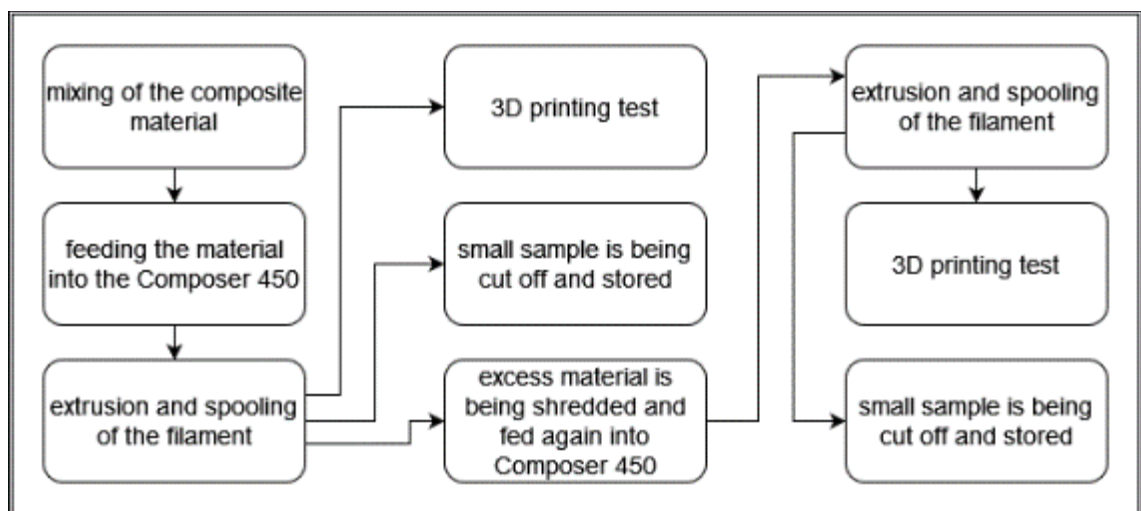 mixing of the composite
material
feeding the material
into the Composer 450
extrusion and spooling
of the filament
3D printing test
small sample is being
cut off and stored
excess material is
being shredded and
fed again into
Composer 450
extrusion and spooling
of the filament
3D printing test
small sample is being
cut off and stored